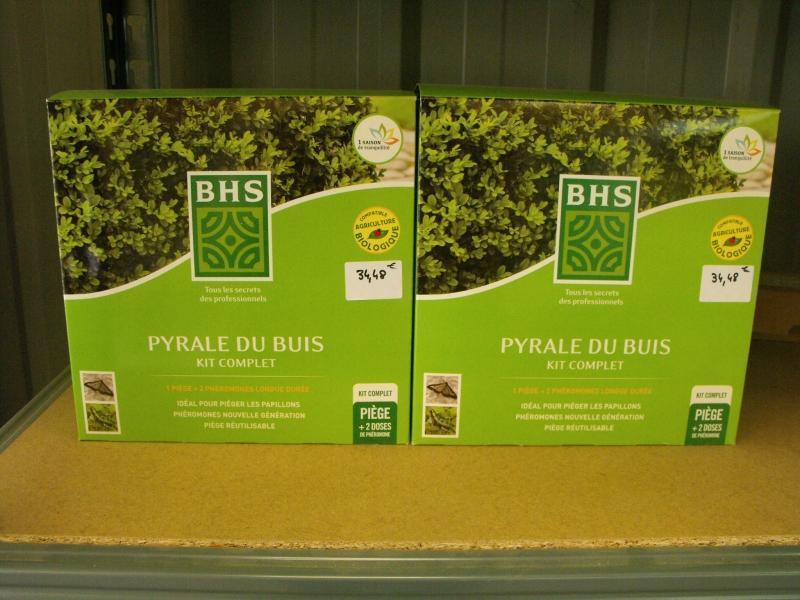 1 SAISON
de tranquillité
BHS
COMPATIBLE
AGRICULTURE
BIOLOGIQUE
34,48€
Tous les secrets
des professionnels
PYRALE DU BUIS
KIT COMPLET
1 PIÈGE + 2 PHÉROMONES LONGUE DURÉE
IDÉAL POUR PIÉGER LES PAPILLONS
PHÉROMONES NOUVELLE GÉNÉRATION
PIÈGE RÉUTILISABLE
KIT COMPLET
PIÈGE
+ 2 DOSES
DE PHÉROMONE
1 SAISON
de tranquillité
BHS
COMPATIBLE
AGRICULTURE
BIOLOGIQUE
34,48€
Tous les secrets
des professionnels
PYRALE DU BUIS
KIT COMPLET
1 PIÈGE + 2 PHÉROMONES LONGUE DURÉE
IDÉAL POUR PIÉGER LES PAPILLONS
PHÉROMONES NOUVELLE GÉNÉRATION
PIÈGE RÉUTILISABLE
KIT COMPLET
PIÈGE
+ 2 DOSES
DE PHÉROMONE